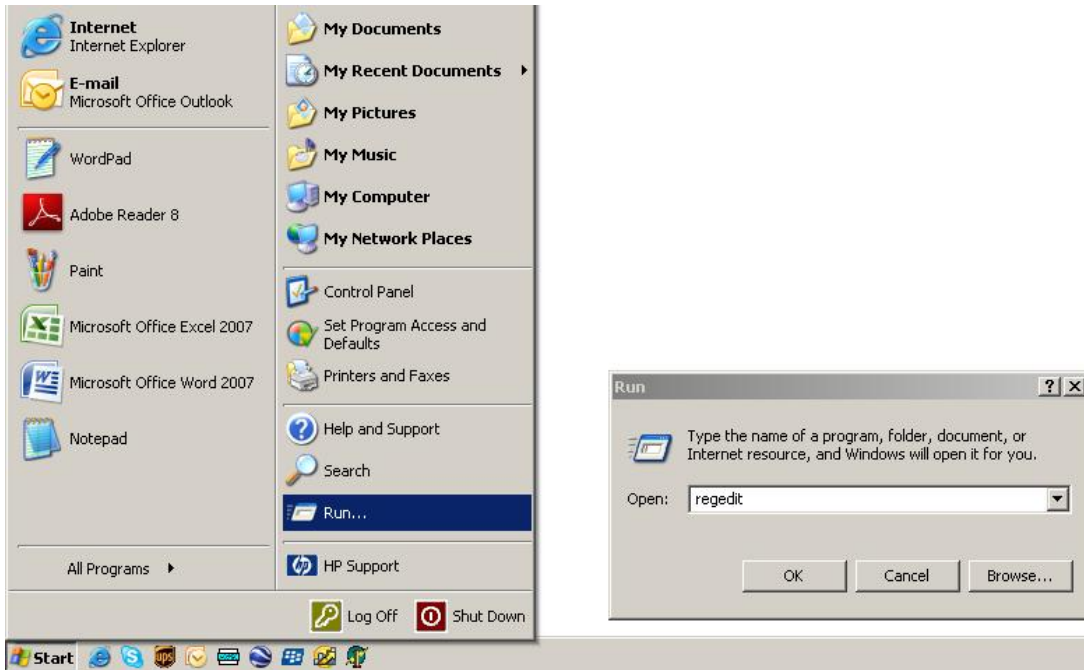 Internet
Internet Explorer
E-mail
Microsoft Office Outlook
WordPad
Adobe Reader 8
Paint
Microsoft Office Excel 2007
Microsoft Office Word 2007
Notepad
All Programs
My Documents
My Recent Documents
My Pictures
My Music
My Computer
My Network Places
Control Panel
Set Program Access and
Defaults
Printers and Faxes
Help and Support
Search
Run...
HP Support
Log Off
Shut Down
Start
Run
Type the name of a program, folder, document, or
Internet resource, and Windows will open it for you.
Open: regedit
OK
Cancel
Browse...